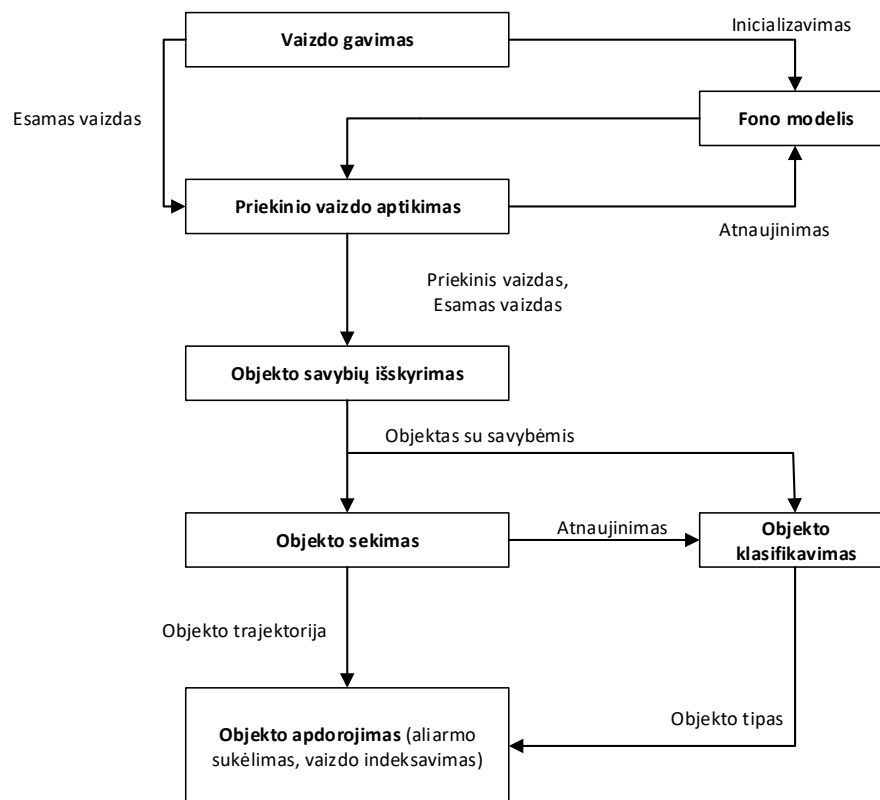 Inicializavimas
Vaizdo gavimas
Esamas vaizdas
Fono modelis
Priekinio vaizdo aptikimas
Atnaujinimas
Priekinis vaizdas,
Esamas vaizdas
Objekto savybių išskyrimas
Objektas su savybėmis
Objekto sekimas
Atnaujinimas
Objekto
klasifikavimas
Objekto trajektorija
Objekto tipas
Objekto apdorojimas (aliarmo
sukėlimas, vaizdo indeksavimas)